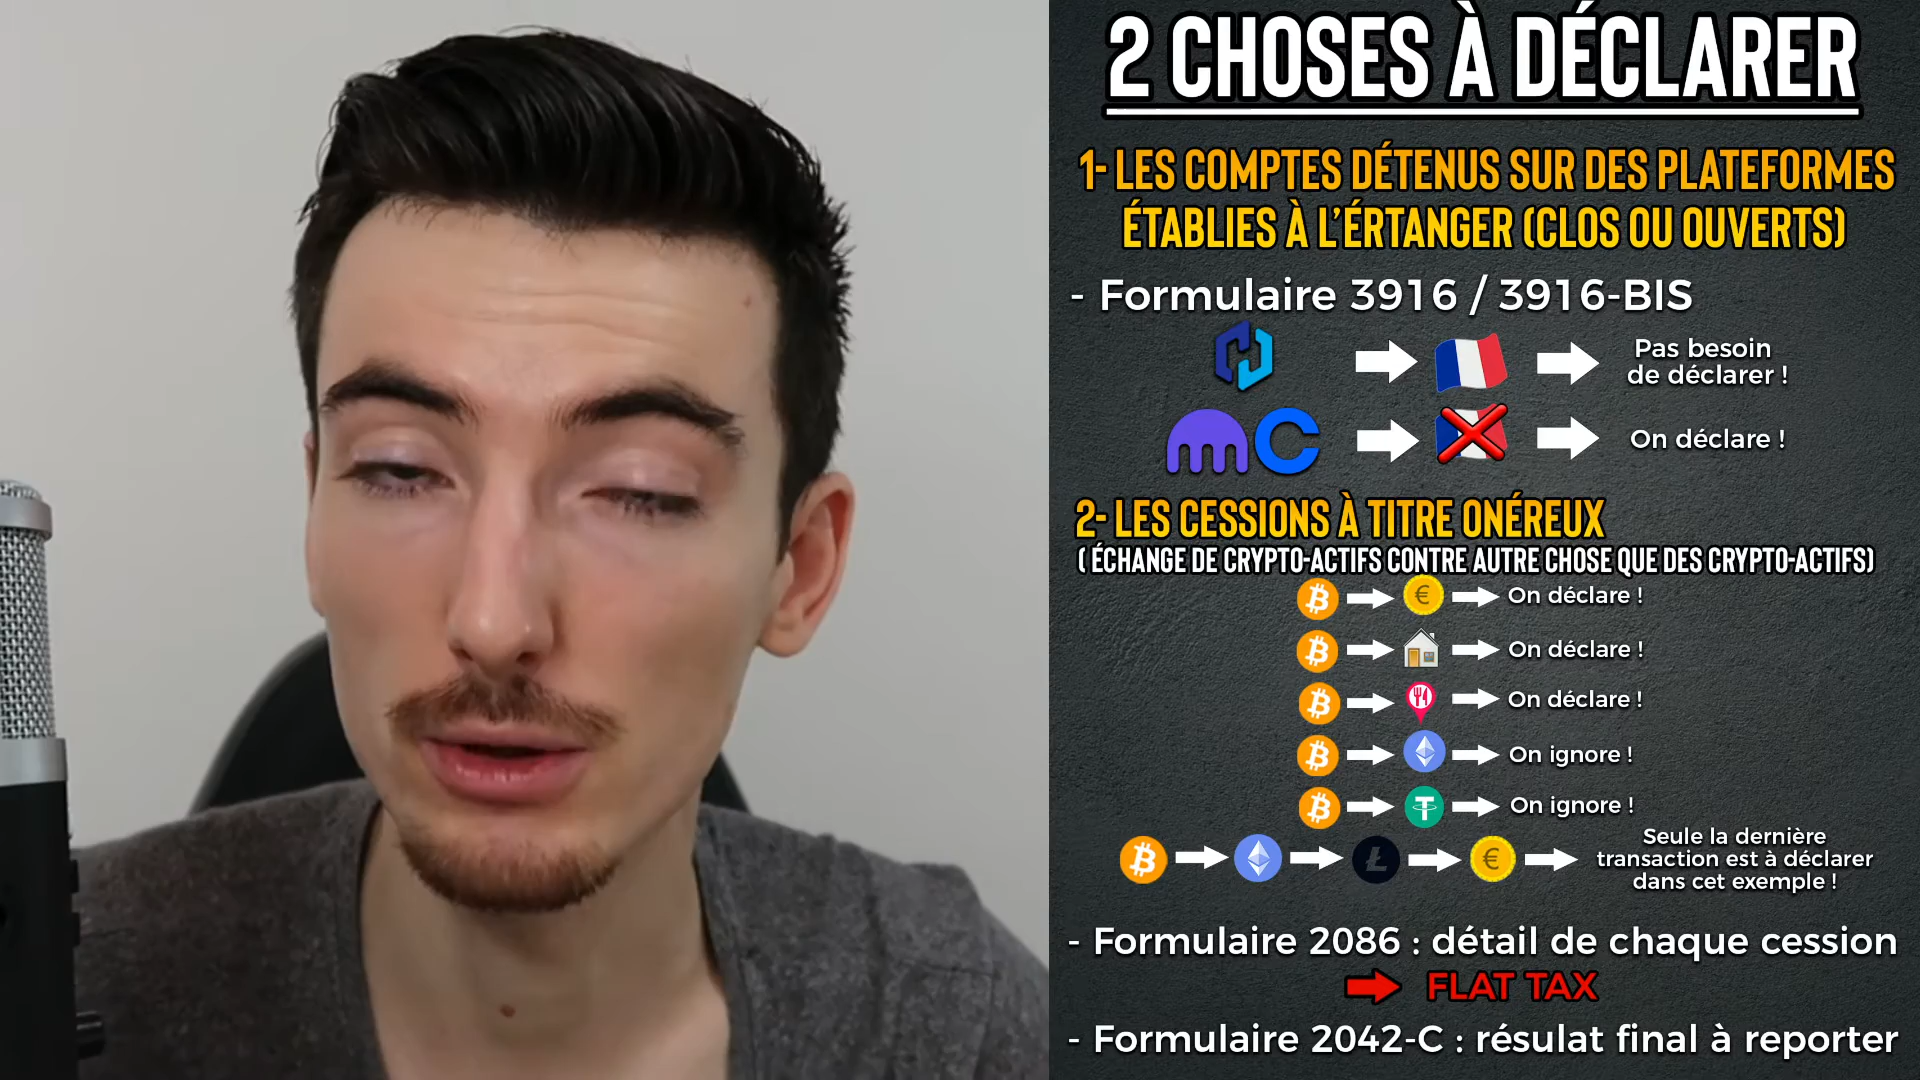 2 CHOSES À DÉCLARER
1- LES COMPTES DÉTENUS SUR DES PLATEFORMES
ÉTABLIES À L'ÉRTANGER (CLOS OU OUVERTS)
- Formulaire 3916 / 3916-BIS
Pas besoin
de déclarer !
On déclare !
2- LES CESSIONS À TITRE ONÉREUX
( ÉCHANGE DE CRYPTO-ACTIFS CONTRE AUTRE CHOSE QUE DES CRYPTO-ACTIFS)
On déclare !
On déclare !
On déclare !
On ignore !
On ignore !
Seule la dernière
transaction est à déclarer
dans cet exemple !
- Formulaire 2086 : détail de chaque cession
FLAT TAX
- Formulaire 2042-C : résulat final à reporter